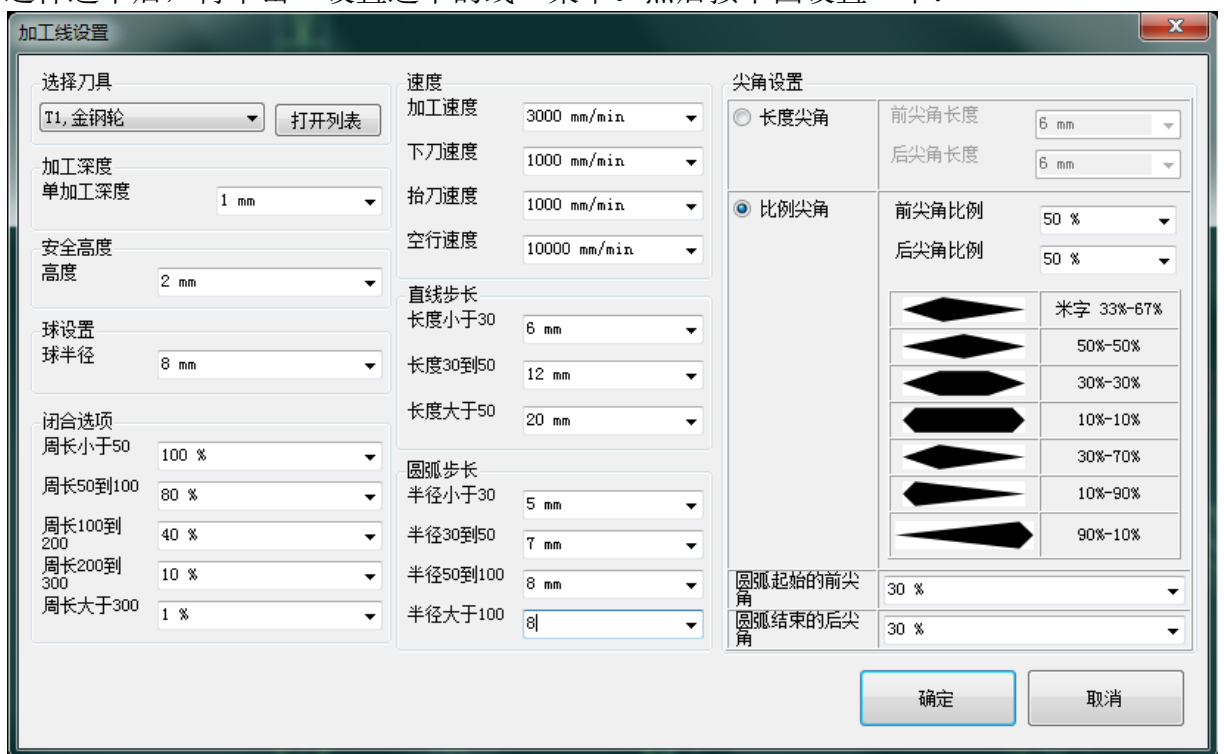 加工线设置
选择刀具
T1,金钢轮
打开列表
加工深度
单加工深度
1 mm
安全高度
高度
2 mm
球设置
球半径
8 mm
闭合选项
周长小于50
100 %
周长50到100
80 %
周长100到
200
40 %
周长200到
300
10 %
周长大于300
1 %
速度
加工速度
3000 mm/min
下刀速度
1000 mm/min
抬刀速度
1000 mm/min
空行速度
10000 mm/min
直线步长
长度小于30
6 mm
长度30到50
12 mm
长度大于50
20 mm
圆弧步长
半径小于30
5 mm
半径30到50
7 mm
半径50到100
8 mm
半径大于100
8
尖角设置
长度尖角
前尖角长度
6 mm
后尖角长度
6 mm
比例尖角
前尖角比例
50 %
后尖角比例
50 %
米字 33%-67%
50%-50%
30%-30%
10%-10%
30%-70%
10%-90%
90%-10%
圆弧起始的前尖
角
30 %
圆弧结束的后尖
角
30 %
确定
取消